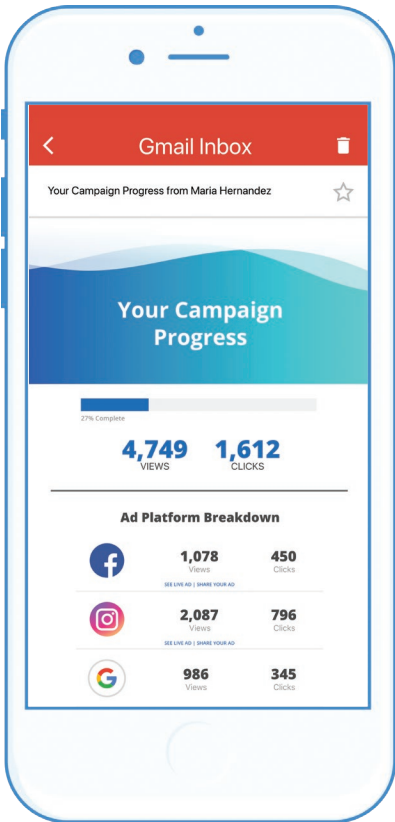 Gmail Inbox
Your Campaign Progress from Maria Hernandez
Your Campaign
Progress
27% Complete
4,749 1,612
VIEWS CLICKS
Ad Platform Breakdown
1,078 450
Views Clicks
SEE LIVE AD | SHARE YOUR AD
2,087 796
Views Clicks
SEE LIVE AD | SHARE YOUR AD
986 345
Views Clicks